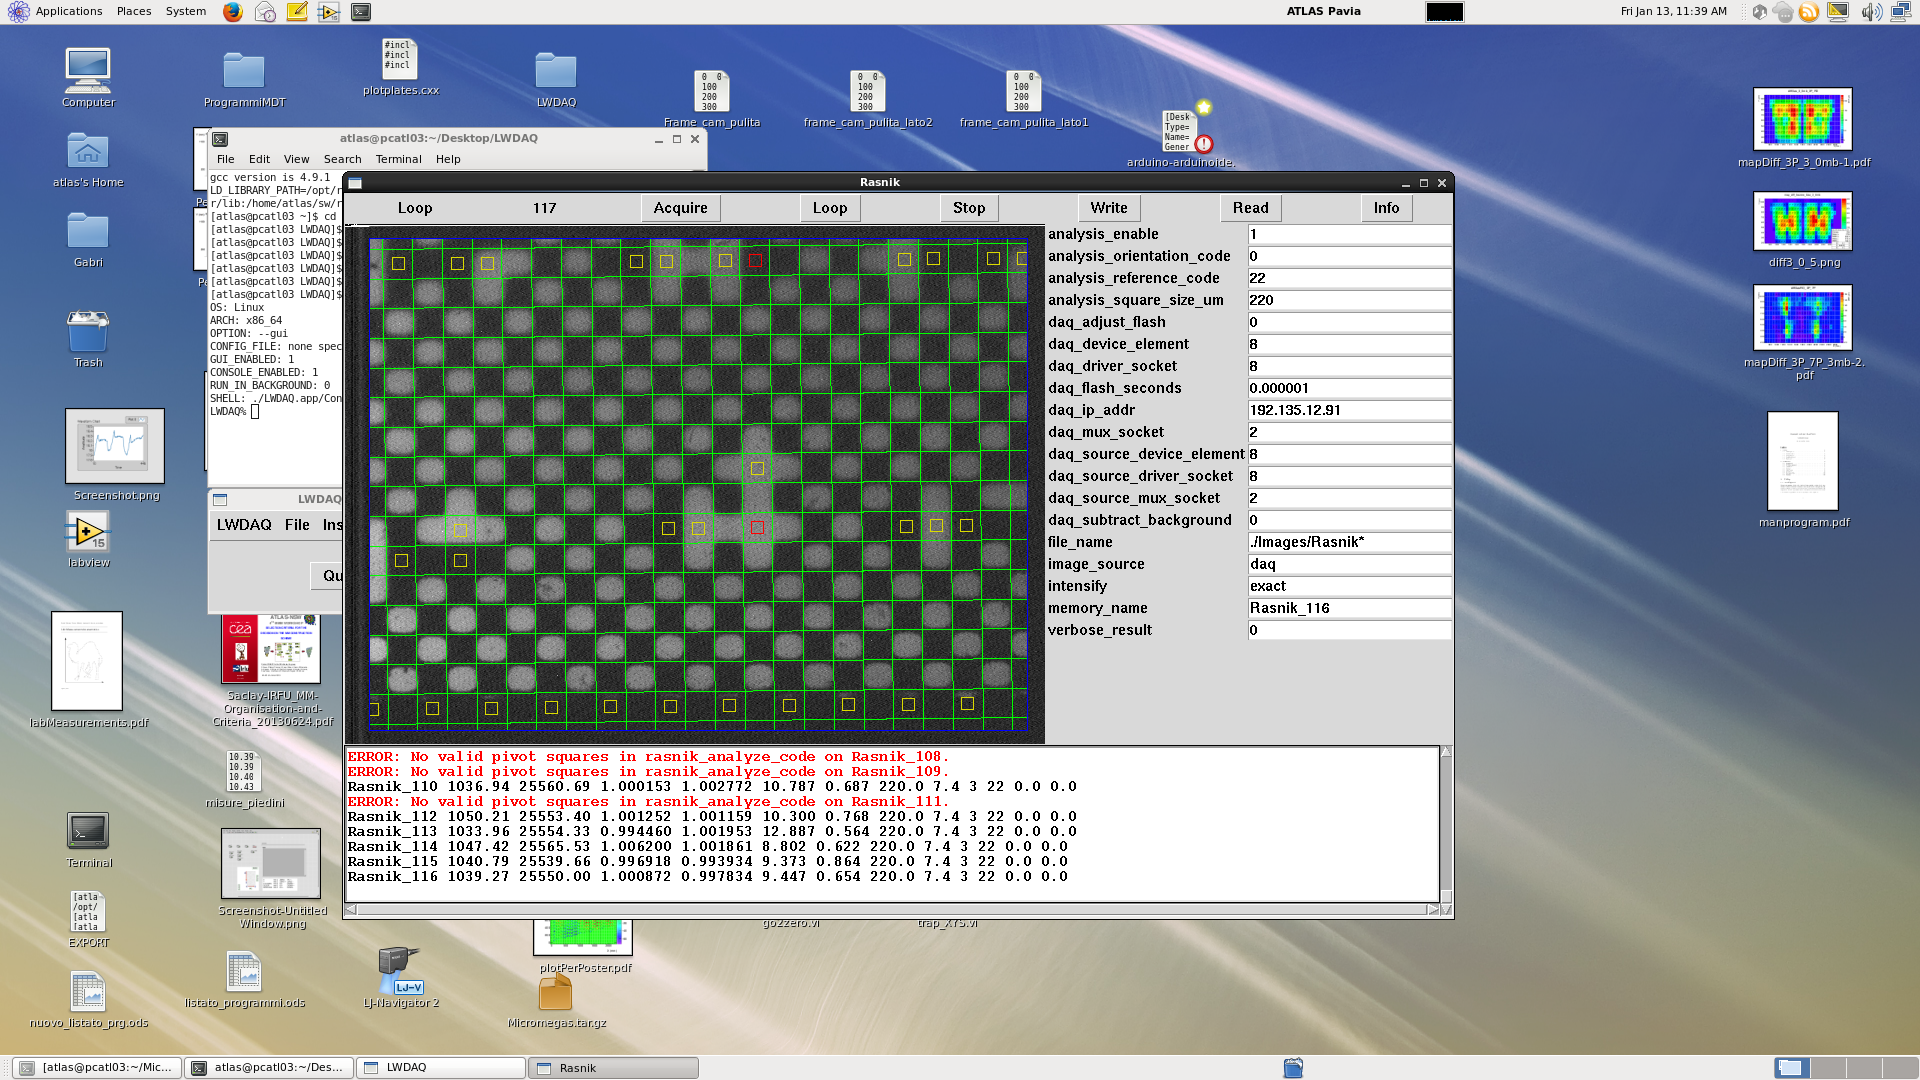 Applications Places System
ATLAS Pavia
Fri Jan 13, 11:39 AM
Computer
ProgrammiMDT
#incl
#incl
#incl
plotplates.cxx
LWDAQ
0 0
100
200
300
Frame_cam_pulita
0 0
100
200
300
frame_cam_pulita_lato2
0 0
100
200
300
frame_cam_pulita_lato1
[Desk
Type=
Name=
Gener
arduino-arduinoide.
mapDiff_3P_3_0mb-1.pdf
atlas's Home
diff3_0_5.png
Gabri
mapDiff_3P_7P_3mb-2.
pdf
Trash
Screenshot.png
manprogram.pdf
15
labview
labMeasurements.pdf
ATLAS-NSW
cea
Saclay-IRFU_MM-
Organisation-and-
Criteria_20130624.pdf
10.39
10.39
10.40
10.43
misure_piedini
Terminal
Screenshot-Untitled
Window.png
[atla
/opt/
[atla
[atla
EXPORT
nuovo_listato_prg.ods
listato_programmi.ods
LJ-V
LJ-Navigator 2
plotPerPoster.pdf
Micromegas.tar.gz
go2zero.vi
trap_XYS.vi
atlas@pcatl03:~/Desktop/LWDAQ
File Edit View Search Terminal Help
gcc version is 4.9.1
LD_LIBRARY_PATH=/opt/r
r/lib:/home/atlas/sw/r
[atlas@pcatl03 ~]$ cd
[atlas@pcatl03 LWDAQ]$
[atlas@pcatl03 LWDAQ]$
[atlas@pcatl03 LWDAQ]$
[atlas@pcatl03 LWDAQ]$
[atlas@pcatl03 LWDAQ]$
[atlas@pcatl03 LWDAQ]$
OS: Linux
ARCH: x86_64
OPTION: --gui
CONFIG_FILE: none spec
GUI_ENABLED: 1
CONSOLE_ENABLED: 1
RUN_IN_BACKGROUND: 0
SHELL: ./LWDAQ.app/Con
LWDAQ%
LWDAQ
LWDAQ File Ins
Qu
Rasnik
Loop 117 Acquire Loop Stop Write Read Info
analysis_enable 1
analysis_orientation_code 0
analysis_reference_code 22
analysis_square_size_um 220
daq_adjust_flash 0
daq_device_element 8
daq_driver_socket 8
daq_flash_seconds 0.000001
daq_ip_addr 192.135.12.91
daq_mux_socket 2
daq_source_device_element 8
daq_source_driver_socket 8
daq_source_mux_socket 2
daq_subtract_background 0
file_name ./Images/Rasnik*
image_source daq
intensify exact
memory_name Rasnik_116
verbose_result 0
ERROR: No valid pivot squares in rasnik_analyze_code on Rasnik_108.
ERROR: No valid pivot squares in rasnik_analyze_code on Rasnik_109.
Rasnik_110 1036.94 25560.69 1.000153 1.002772 10.787 0.687 220.0 7.4 3 22 0.0 0.0
ERROR: No valid pivot squares in rasnik_analyze_code on Rasnik_111.
Rasnik_112 1050.21 25553.40 1.001252 1.001159 10.300 0.768 220.0 7.4 3 22 0.0 0.0
Rasnik_113 1033.96 25554.33 0.994460 1.001953 12.887 0.564 220.0 7.4 3 22 0.0 0.0
Rasnik_114 1047.42 25565.53 1.006200 1.001861 8.802 0.622 220.0 7.4 3 22 0.0 0.0
Rasnik_115 1040.79 25539.66 0.996918 0.993934 9.373 0.864 220.0 7.4 3 22 0.0 0.0
Rasnik_116 1039.27 25550.00 1.000872 0.997834 9.447 0.654 220.0 7.4 3 22 0.0 0.0
[atlas@pcatl03:~/Mic...
atlas@pcatl03:~/Des...
LWDAQ
Rasnik